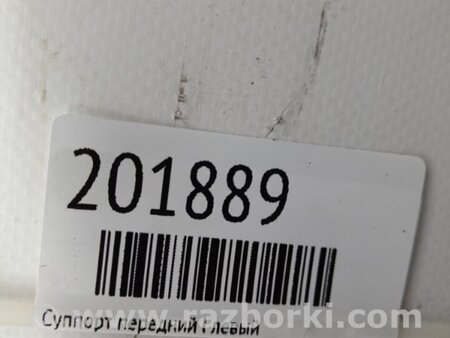 201889
Суппорт передний левый
www.razborki.com